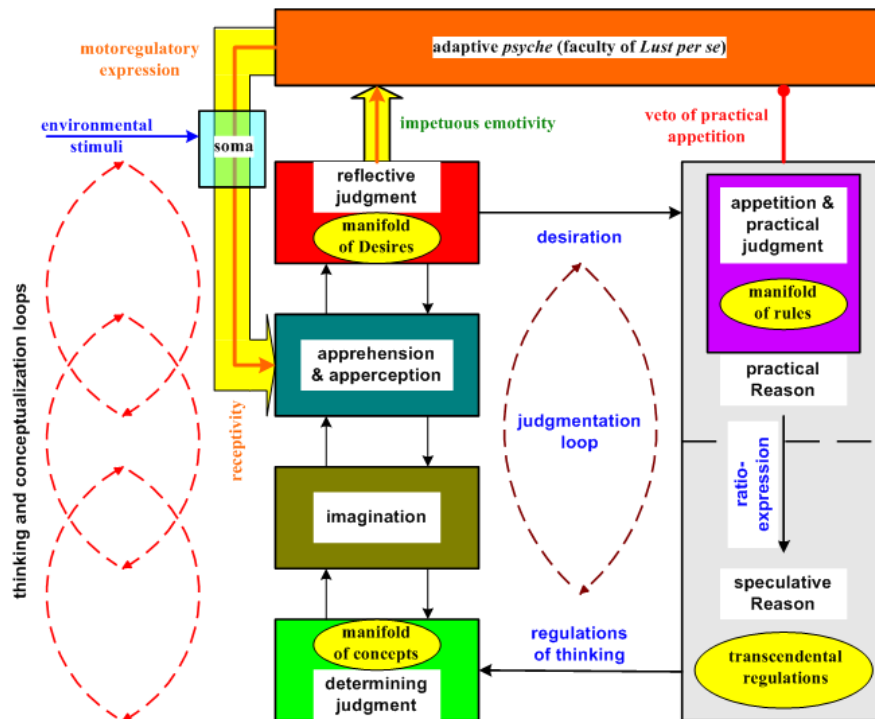 adaptive psyche (faculty of Lust per se)
motoregulatory
expression
environmental
stimuli
soma
impetuous emotivity
veto of practical
appetition
reflective
judgment
manifold
of Desires
desiration
appetition &
practical
judgment
manifold
of rules
practical
Reason
apprehension
& apperception
receptivity
judgmentation
loop
ratio-
expression
thinking and conceptualization loops
imagination
speculative
Reason
manifold
of concepts
determining
judgment
regulations
of thinking
transcendental
regulations